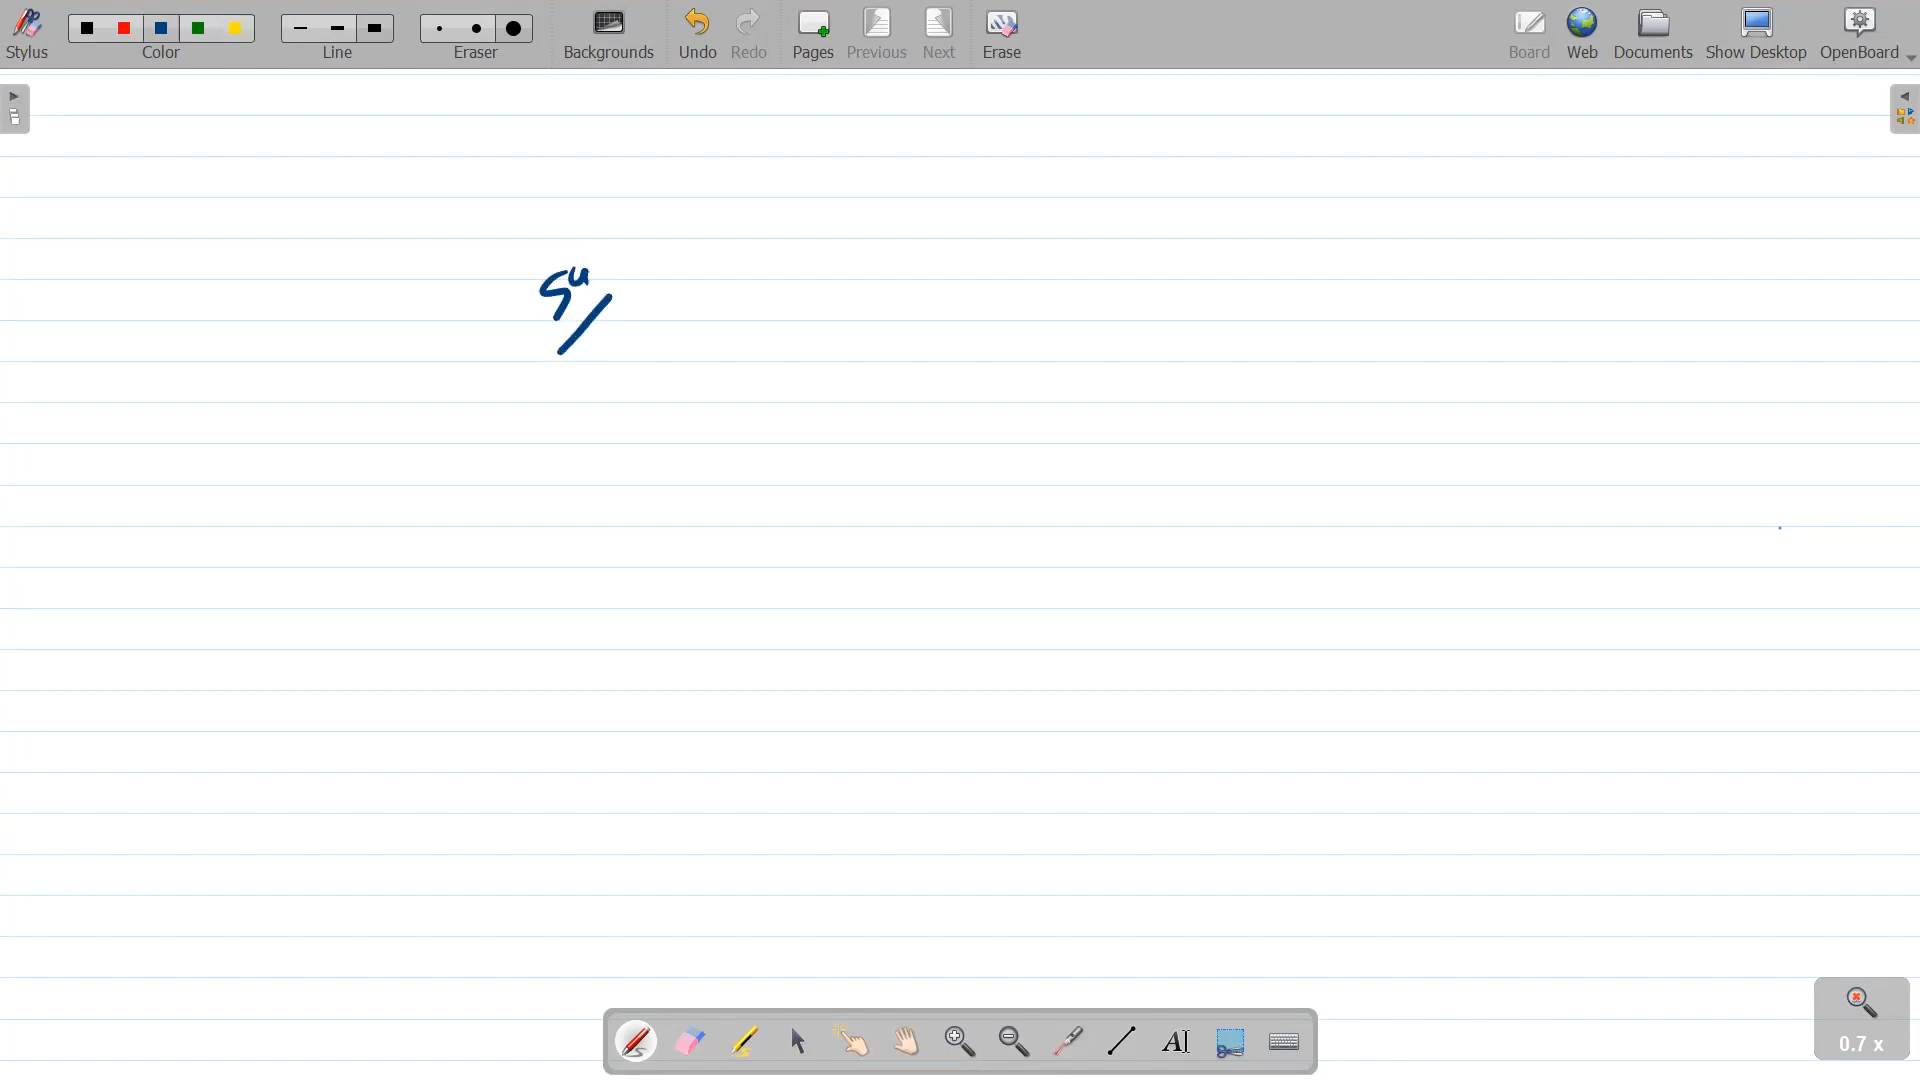 Stylus Color Line Eraser Backgrounds Undo Redo Pages Previous Next Erase Board Web Documents Show Desktop OpenBoard
AI
0.7 x